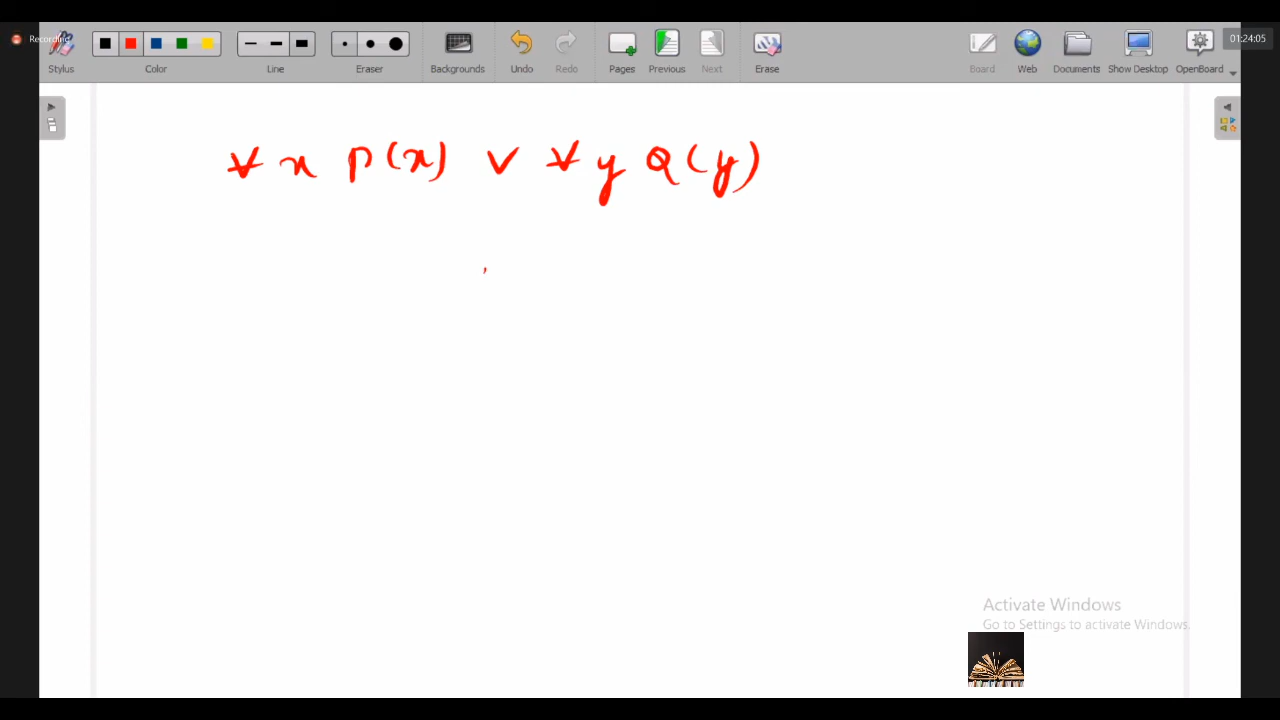 Recording
01:24:05
Stylus
Color
Line
Eraser
Backgrounds
Undo
Redo
Pages
Previous
Next
Erase
Board
Web
Documents
Show Desktop
OpenBoard
∀ x P(x) ∨ ∀ y Q(y)
Activate Windows
Go to Settings to activate Windows.